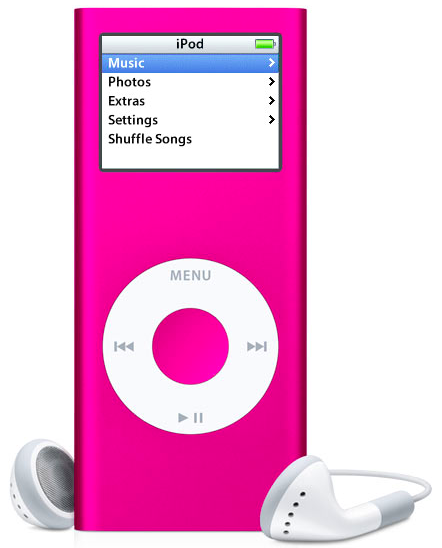 iPod
Music
Photos
Extras
Settings
Shuffle Songs
MENU